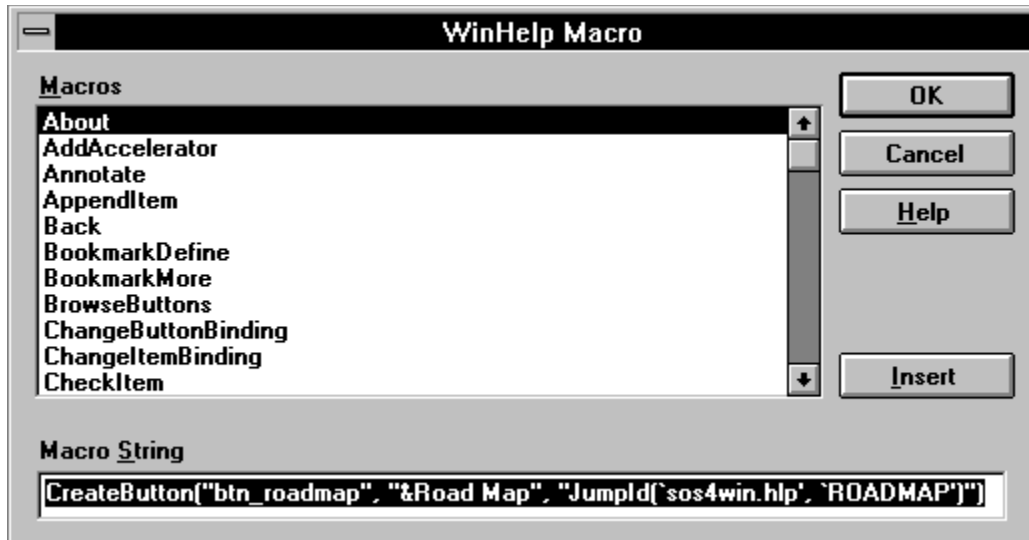 WinHelp Macro
Macros
About
AddAccelerator
Annotate
AppendItem
Back
BookmarkDefine
BookmarkMore
BrowseButtons
ChangeButtonBinding
ChangeItemBinding
CheckItem
OK
Cancel
Help
Insert
Macro String
CreateButton("btn_roadmap", "&Road Map", "JumpId(`sos4win.hlp', `ROADMAP')")